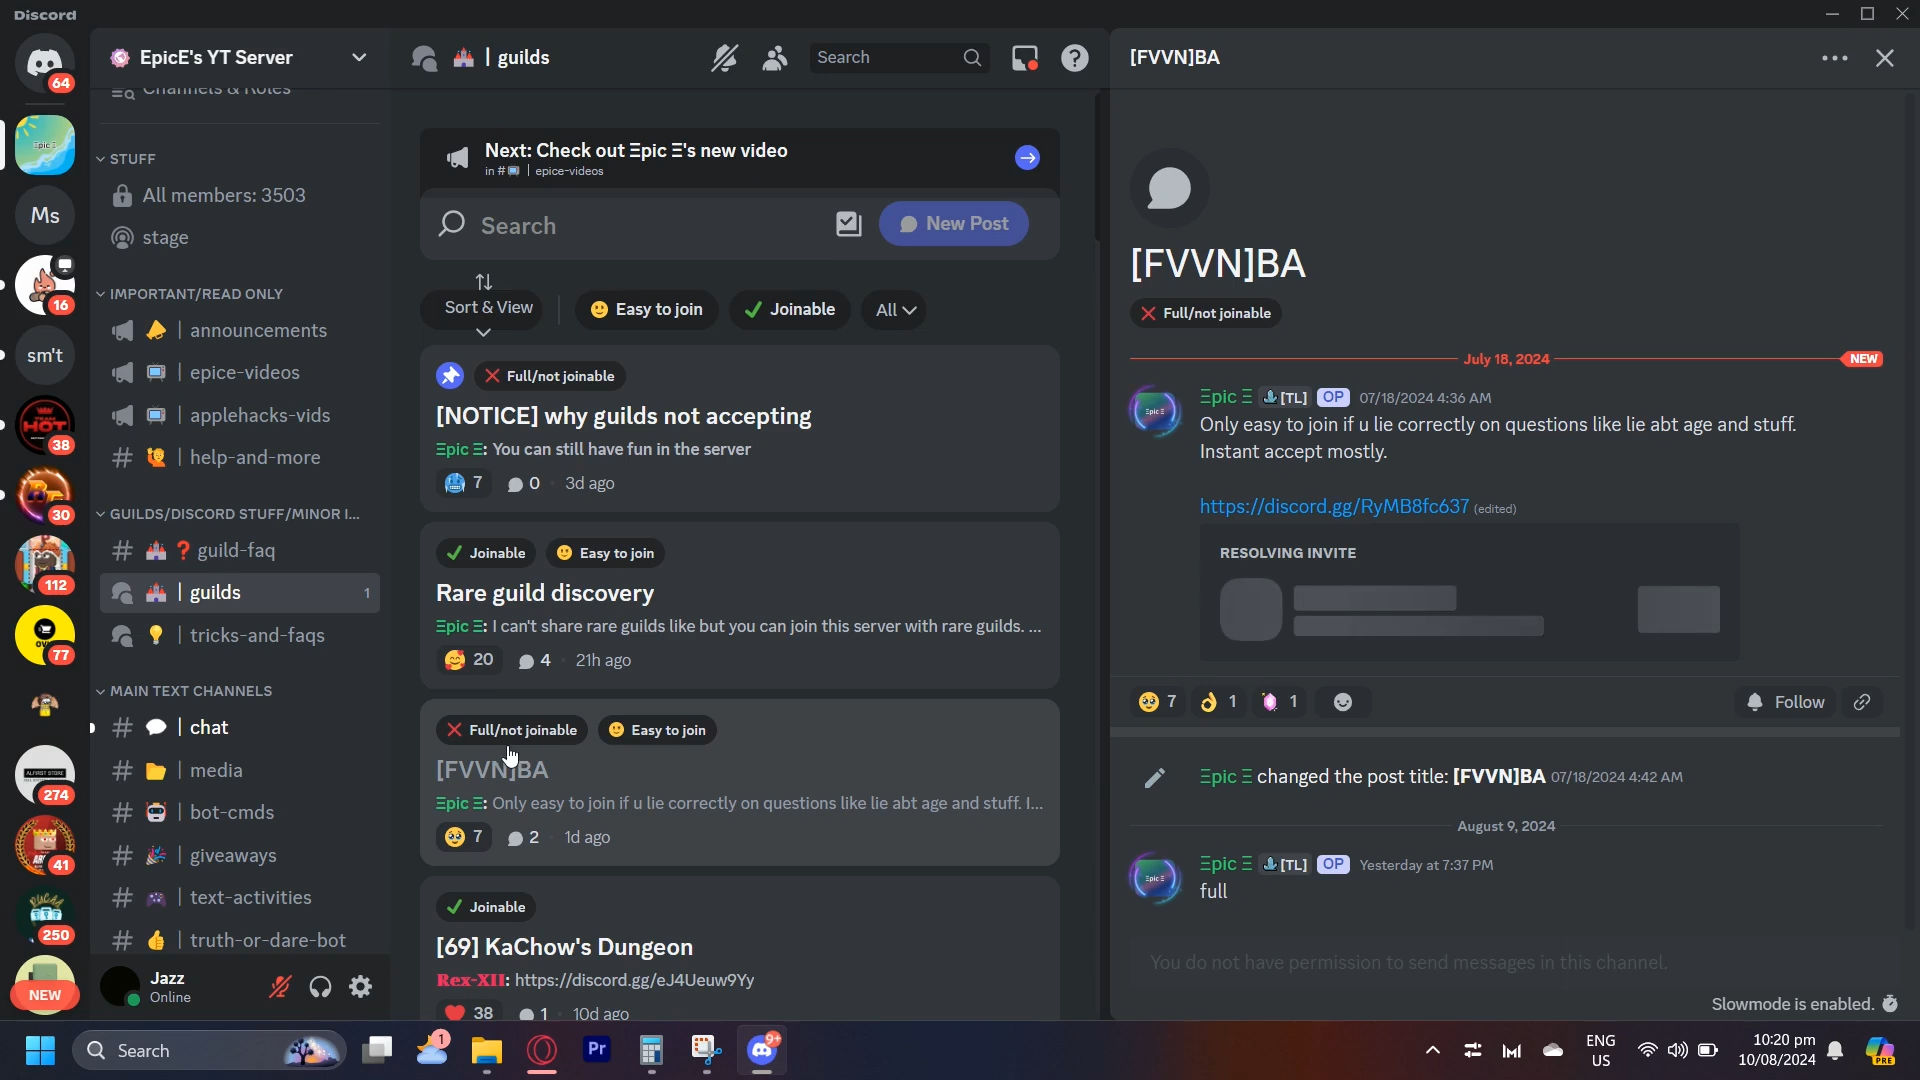 Discord
64
Ms
16
sm't
38
30
112
77
274
41
250
NEW
EpicE's YT Server
Channels & Roles
STUFF
All members: 3503
stage
IMPORTANT/READ ONLY
| announcements
| epice-videos
| applehacks-vids
| help-and-more
GUILDS/DISCORD STUFF/MINOR I...
guild-faq
| guilds 1
| tricks-and-faqs
MAIN TEXT CHANNELS
| chat
| media
| bot-cmds
| giveaways
| text-activities
| truth-or-dare-bot
Jazz
Online
| guilds
Search
Next: Check out Ξpic Ξ's new video
in # | epice-videos
Search
New Post
Sort & View
Easy to join
Joinable
All
Full/not joinable
[NOTICE] why guilds not accepting
Ξpic Ξ: You can still have fun in the server
7 0 · 3d ago
Joinable Easy to join
Rare guild discovery
Ξpic Ξ: I can't share rare guilds like but you can join this server with rare guilds. ...
20 4 · 21h ago
Full/not joinable Easy to join
[FVVN]BA
Ξpic Ξ: Only easy to join if u lie correctly on questions like lie abt age and stuff. I...
7 2 · 1d ago
Joinable
[69] KaChow's Dungeon
Rex-XII: https://discord.gg/eJ4Ueuw9Yy
38 1 · 10d ago
[FVVN]BA
[FVVN]BA
Full/not joinable
July 18, 2024 NEW
Ξpic Ξ [TL] OP 07/18/2024 4:36 AM
Only easy to join if u lie correctly on questions like lie abt age and stuff.
Instant accept mostly.
https://discord.gg/RyMB8fc637 (edited)
RESOLVING INVITE
7 1 1
Follow
Ξpic Ξ changed the post title: [FVVN]BA 07/18/2024 4:42 AM
August 9, 2024
Ξpic Ξ [TL] OP Yesterday at 7:37 PM
full
You do not have permission to send messages in this channel.
Slowmode is enabled.
Search
1
Pr
9+
ENG
US
10:20 pm
10/08/2024
PRE